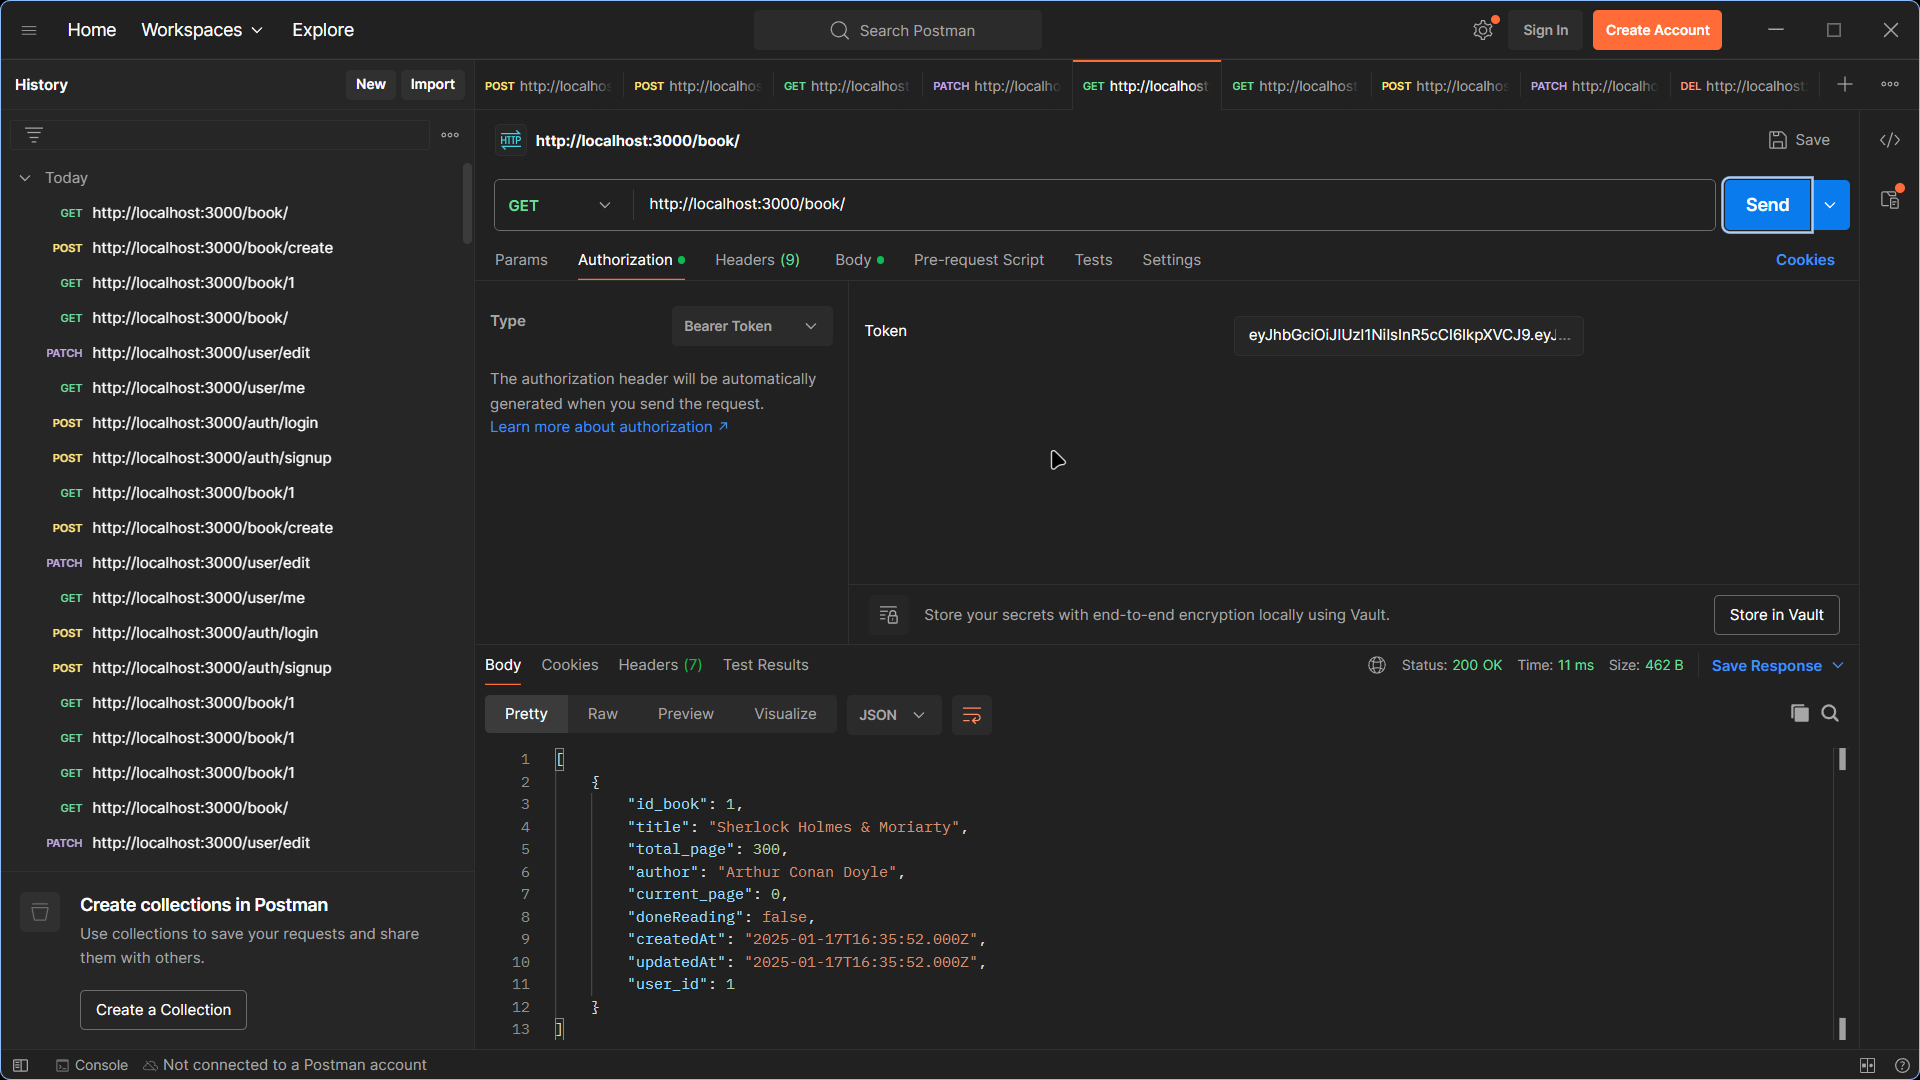 Home Workspaces Explore
Search Postman
Sign In
Create Account
History
New
Import
Today
GET http://localhost:3000/book/
POST http://localhost:3000/book/create
GET http://localhost:3000/book/1
GET http://localhost:3000/book/
PATCH http://localhost:3000/user/edit
GET http://localhost:3000/user/me
POST http://localhost:3000/auth/login
POST http://localhost:3000/auth/signup
GET http://localhost:3000/book/1
POST http://localhost:3000/book/create
PATCH http://localhost:3000/user/edit
GET http://localhost:3000/user/me
POST http://localhost:3000/auth/login
POST http://localhost:3000/auth/signup
GET http://localhost:3000/book/1
GET http://localhost:3000/book/1
GET http://localhost:3000/book/1
GET http://localhost:3000/book/
PATCH http://localhost:3000/user/edit
Create collections in Postman
Use collections to save your requests and share
them with others.
Create a Collection
POST http://localhos
POST http://localhos
GET http://localhost
PATCH http://localho
GET http://localhost
GET http://localhost
POST http://localhos
PATCH http://localho
DEL http://localhost:
HTTP http://localhost:3000/book/
Save
GET http://localhost:3000/book/
Send
Params Authorization Headers (9) Body Pre-request Script Tests Settings
Cookies
Type
Bearer Token
The authorization header will be automatically
generated when you send the request.
Learn more about authorization ↗
Token
eyJhbGciOiJIUzI1NiIsInR5cCI6IkpXVCJ9.eyJ...
Store your secrets with end-to-end encryption locally using Vault.
Store in Vault
Body Cookies Headers (7) Test Results
Status: 200 OK Time: 11 ms Size: 462 B
Save Response
Pretty Raw Preview Visualize
JSON
1 [
2 {
3 "id_book": 1,
4 "title": "Sherlock Holmes & Moriarty",
5 "total_page": 300,
6 "author": "Arthur Conan Doyle",
7 "current_page": 0,
8 "doneReading": false,
9 "createdAt": "2025-01-17T16:35:52.000Z",
10 "updatedAt": "2025-01-17T16:35:52.000Z",
11 "user_id": 1
12 }
13 ]
Console
Not connected to a Postman account